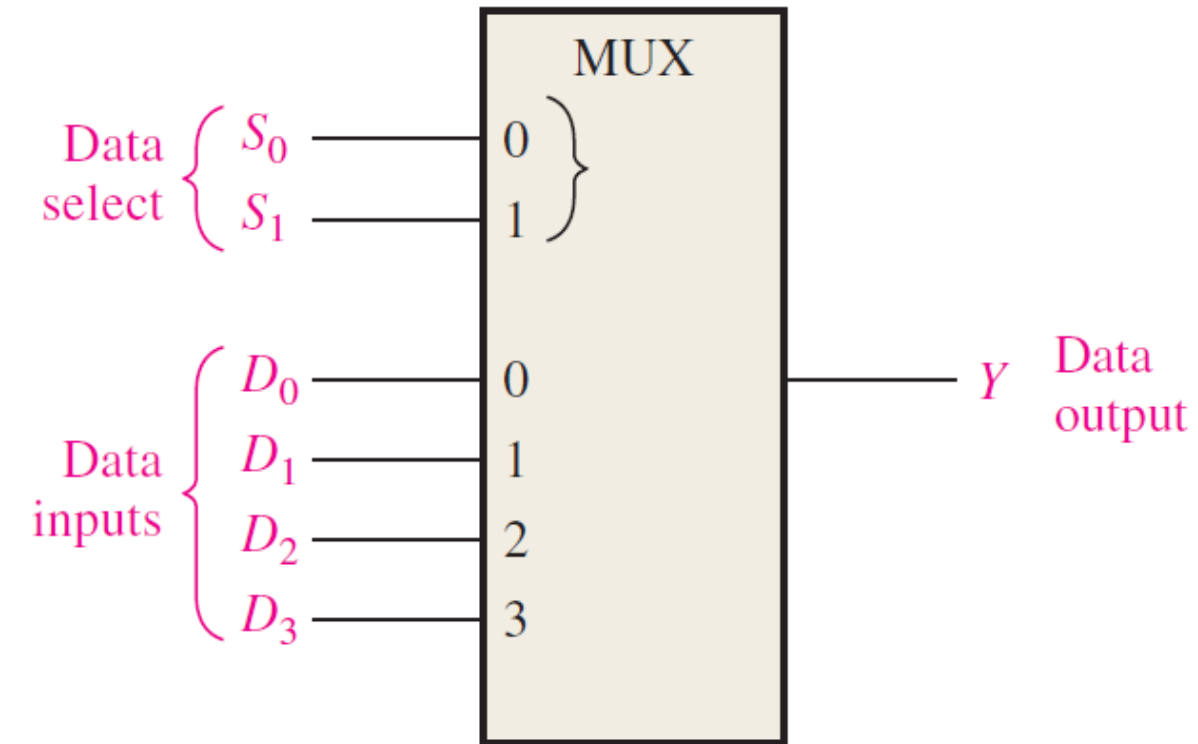 MUX
Data
select
S₀
0
S₁
1
Data
inputs
D₀
0
D₁
1
D₂
2
D₃
3
Y
Data
output